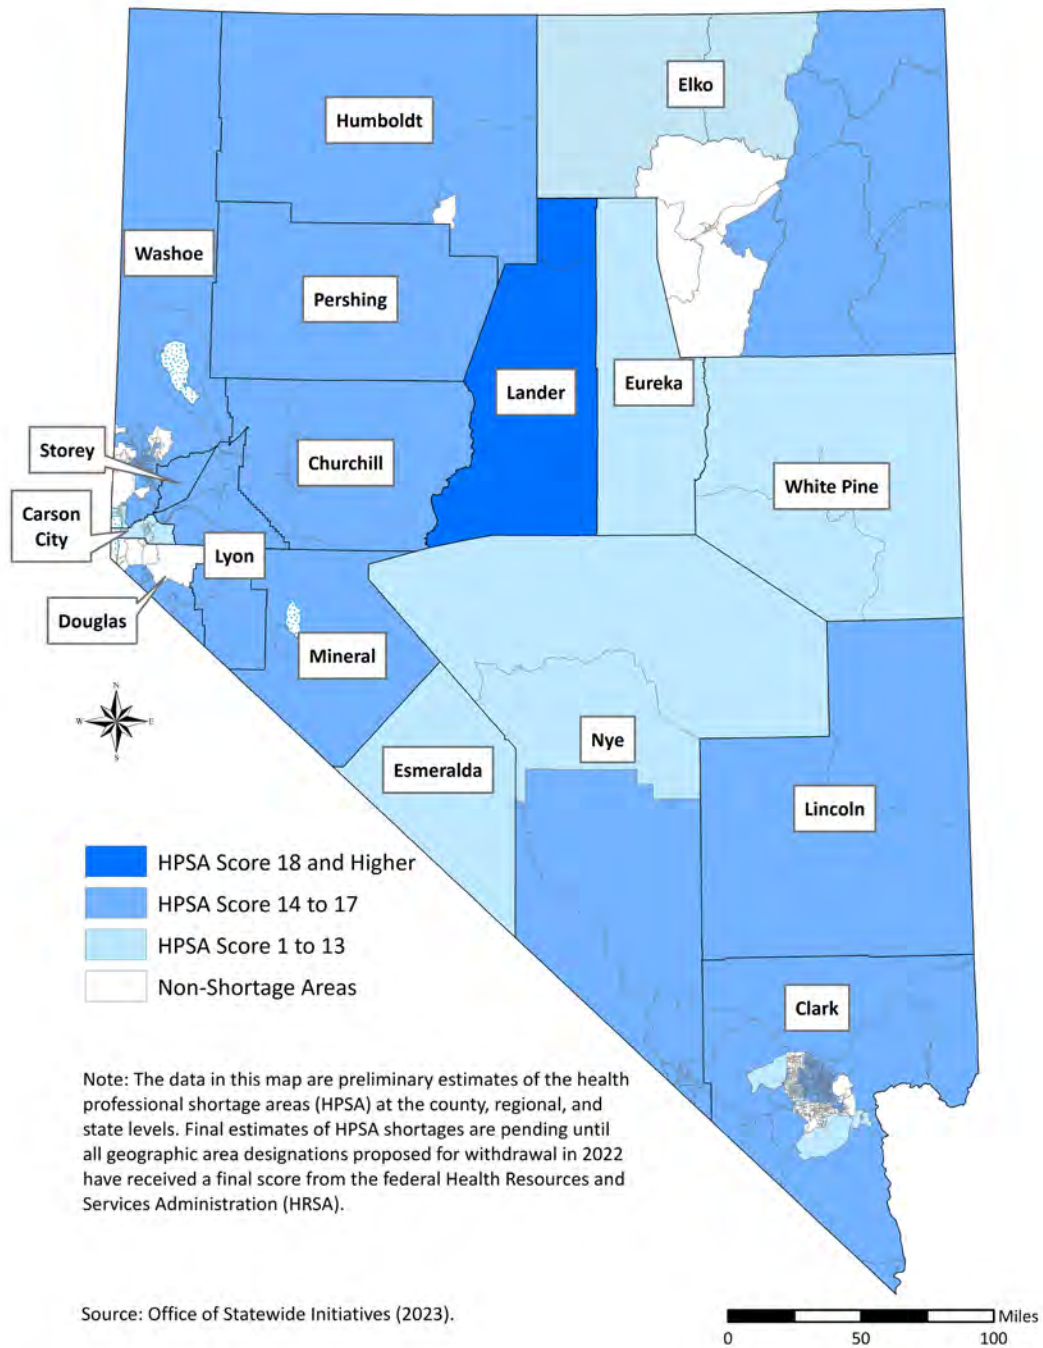 Elko
Humboldt
Washoe
Pershing
Eureka
Lander
Storey
Churchill
White Pine
Carson
City
Lyon
Douglas
Mineral
N
W
E
S
Nye
Esmeralda
Lincoln
HPSA Score 18 and Higher
HPSA Score 14 to 17
HPSA Score 1 to 13
Non-Shortage Areas
Clark
Note: The data in this map are preliminary estimates of the health
professional shortage areas (HPSA) at the county, regional, and
state levels. Final estimates of HPSA shortages are pending until
all geographic area designations proposed for withdrawal in 2022
have received a final score from the federal Health Resources and
Services Administration (HRSA).
Source: Office of Statewide Initiatives (2023).
Miles
0 50 100